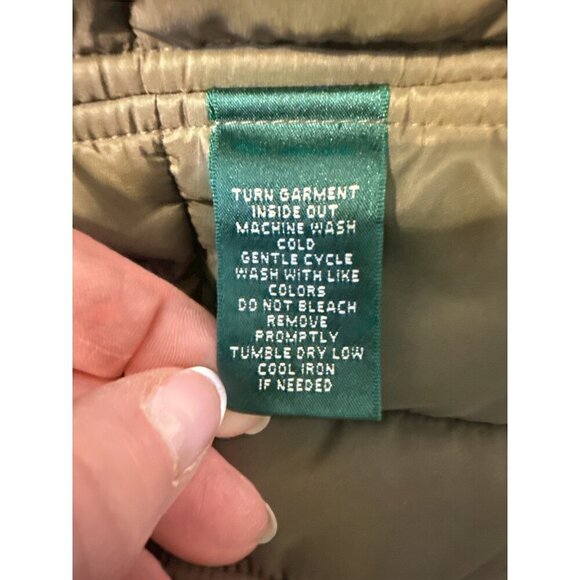 TURN GARMENT
INSIDE OUT
MACHINE WASH
COLD
GENTLE CYCLE
WASH WITH LIKE
COLORS
DO NOT BLEACH
REMOVE
PROMPTLY
TUMBLE DRY LOW
COOL IRON
IF NEEDED